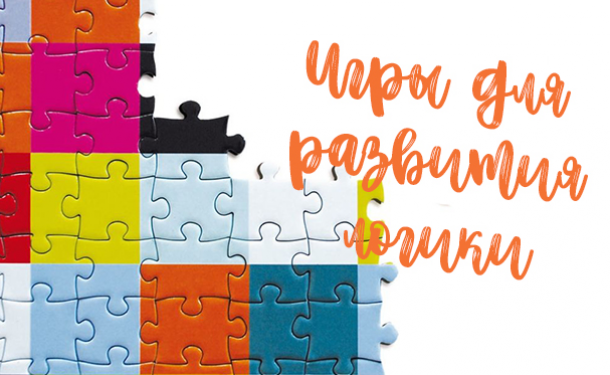 Игры для
развития
логики